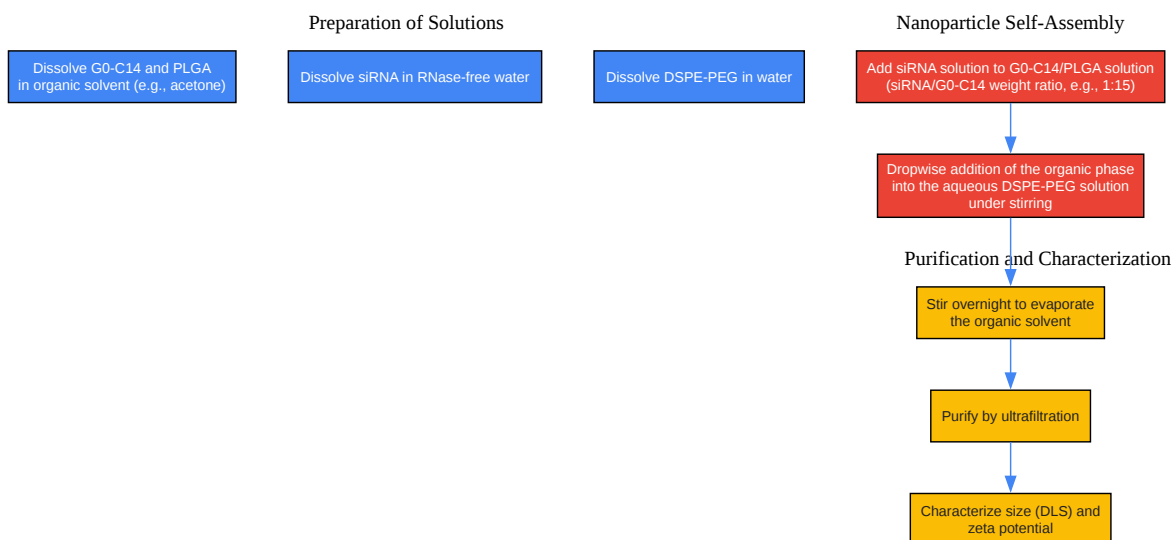 Preparation of Solutions
Nanoparticle Self-Assembly
Dissolve G0-C14 and PLGA
in organic solvent (e.g., acetone)
Dissolve siRNA in RNase-free water
Dissolve DSPE-PEG in water
Add siRNA solution to G0-C14/PLGA solution
(siRNA/G0-C14 weight ratio, e.g., 1:15)
Dropwise addition of the organic phase
into the aqueous DSPE-PEG solution
under stirring
Purification and Characterization
Stir overnight to evaporate
the organic solvent
Purify by ultrafiltration
Characterize size (DLS) and
zeta potential